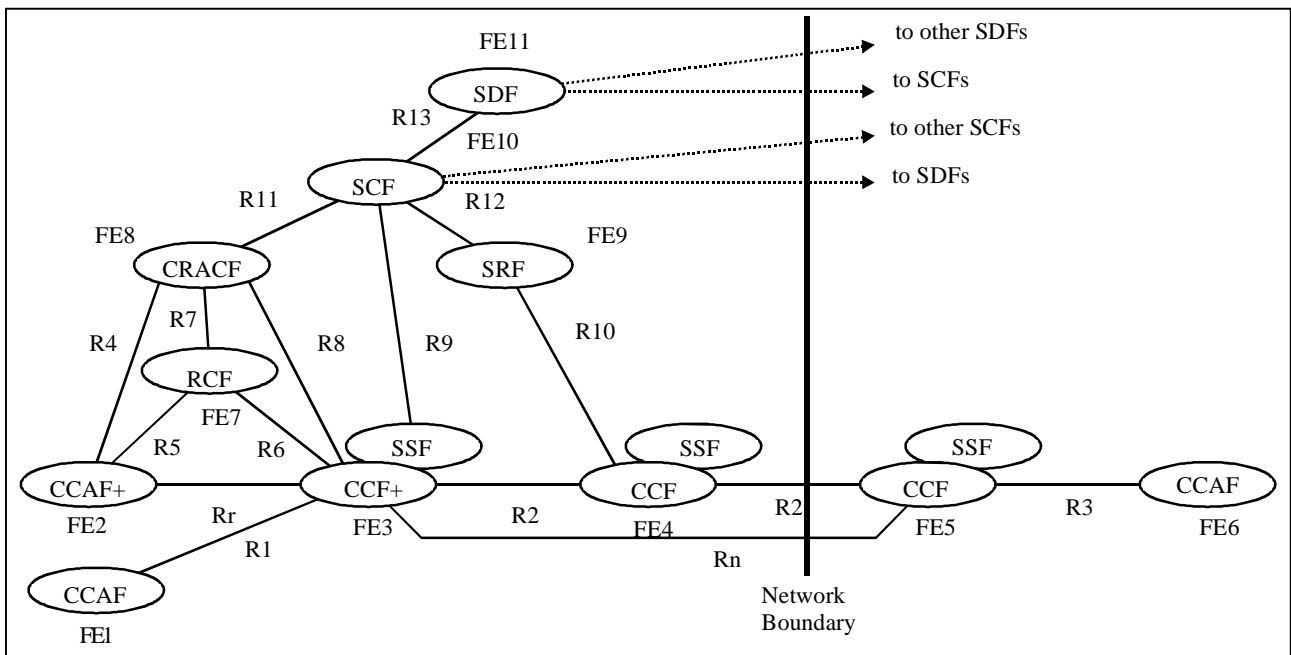 to other SDFs
FE11
SDF
to SCFs
R13
FE10
to other SCFs
SCF
to SDFs
R11
R12
FE8
FE9
CRACF
SRF
R7
R4
R8
R9
R10
RCF
FE7
R5
R6
SSF
SSF
SSF
CCAF+
CCF+
CCF
CCF
CCAF
FE2
Rr
FE3
R2
FE4
R2
FE5
R3
FE6
R1
Rn
CCAF
FE1
Network
Boundary